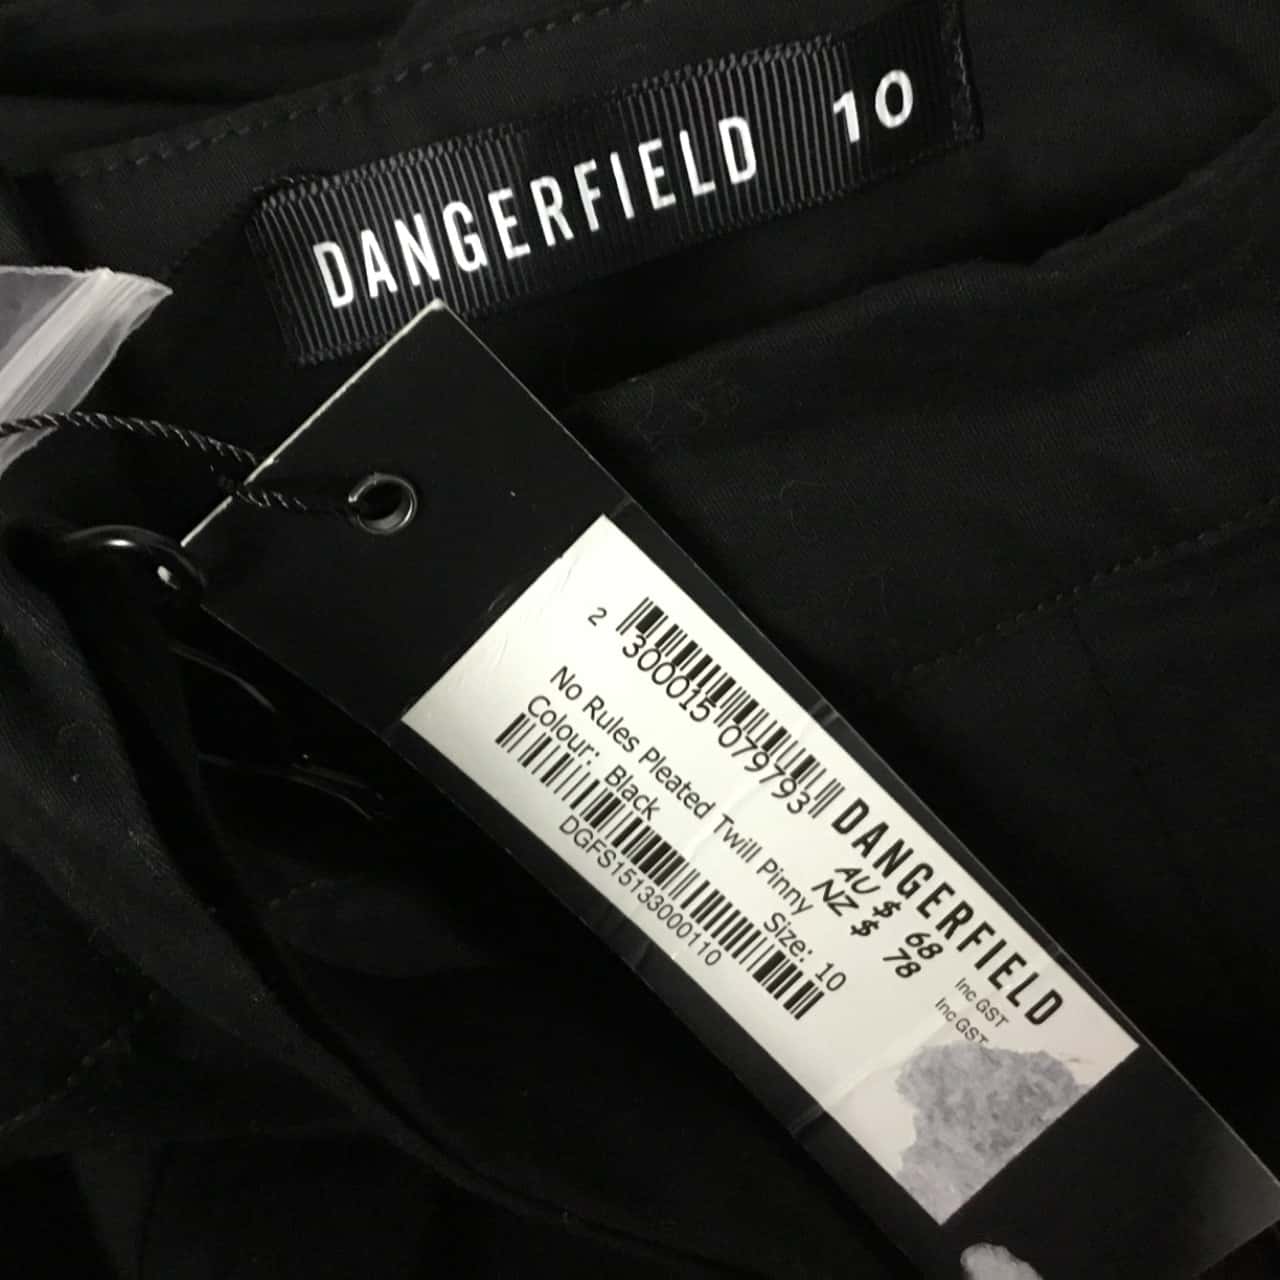 DANGERFIELD 10
2 300015 079793
No Rules Pleated Twill Pinny
Colour: Black
Size: 10
DGFS15133000110
DANGERFIELD
AU $ 68 Inc GST
NZ $ 78 Inc GST